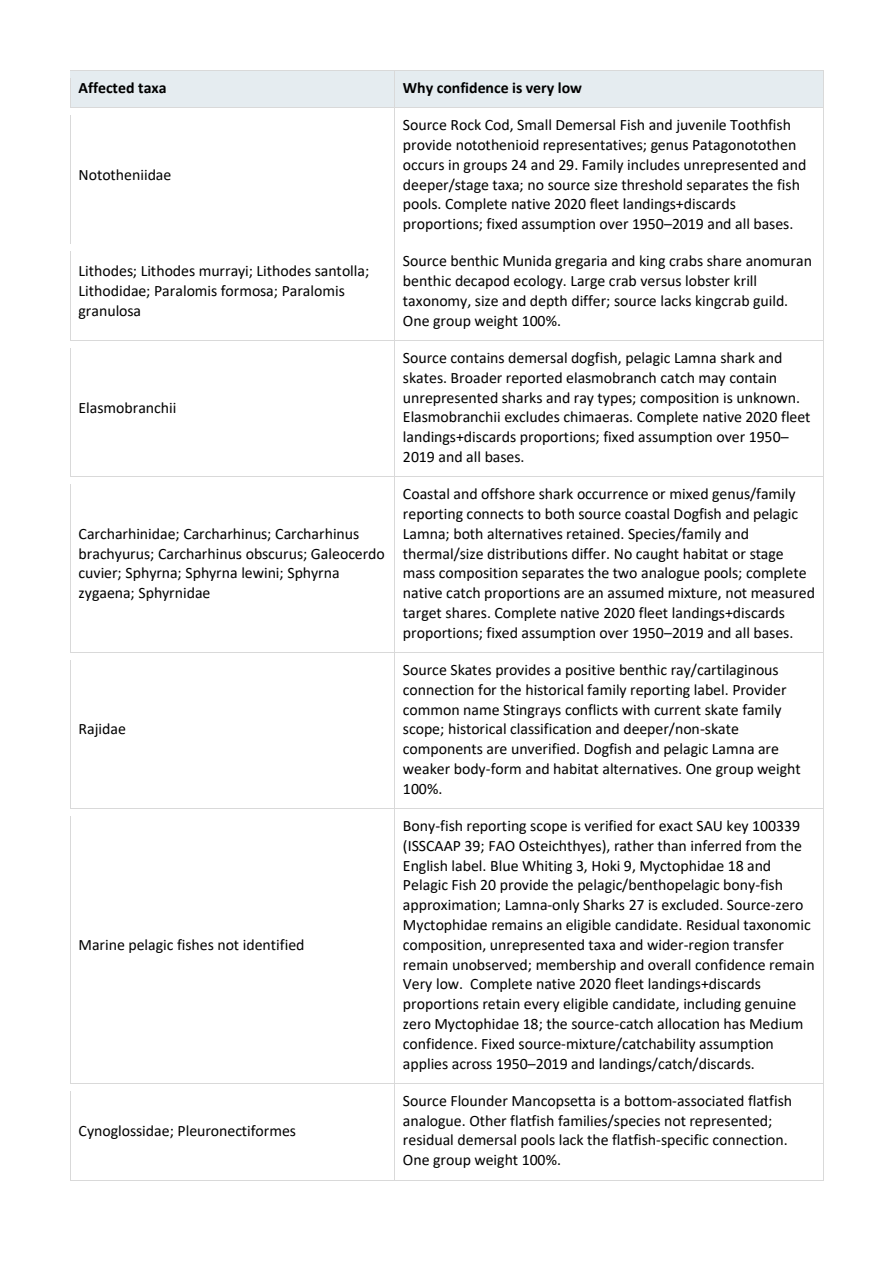 Affected taxa
Why confidence is very low
Nototheniidae
Source Rock Cod, Small Demersal Fish and juvenile Toothfish
provide notothenioid representatives; genus Patagonotothen
occurs in groups 24 and 29. Family includes unrepresented and
deeper/stage taxa; no source size threshold separates the fish
pools. Complete native 2020 fleet landings+discards
proportions; fixed assumption over 1950–2019 and all bases.
Lithodes; Lithodes murrayi; Lithodes santolla;
Lithodidae; Paralomis formosa; Paralomis
granulosa
Source benthic Munida gregaria and king crabs share anomuran
benthic decapod ecology. Large crab versus lobster krill
taxonomy, size and depth differ; source lacks kingcrab guild.
One group weight 100%.
Elasmobranchii
Source contains demersal dogfish, pelagic Lamna shark and
skates. Broader reported elasmobranch catch may contain
unrepresented sharks and ray types; composition is unknown.
Elasmobranchii excludes chimaeras. Complete native 2020 fleet
landings+discards proportions; fixed assumption over 1950–
2019 and all bases.
Carcharhinidae; Carcharhinus; Carcharhinus
brachyurus; Carcharhinus obscurus; Galeocerdo
cuvier; Sphyrna; Sphyrna lewini; Sphyrna
zygaena; Sphyrnidae
Coastal and offshore shark occurrence or mixed genus/family
reporting connects to both source coastal Dogfish and pelagic
Lamna; both alternatives retained. Species/family and
thermal/size distributions differ. No caught habitat or stage
mass composition separates the two analogue pools; complete
native catch proportions are an assumed mixture, not measured
target shares. Complete native 2020 fleet landings+discards
proportions; fixed assumption over 1950–2019 and all bases.
Rajidae
Source Skates provides a positive benthic ray/cartilaginous
connection for the historical family reporting label. Provider
common name Stingrays conflicts with current skate family
scope; historical classification and deeper/non-skate
components are unverified. Dogfish and pelagic Lamna are
weaker body-form and habitat alternatives. One group weight
100%.
Marine pelagic fishes not identified
Bony-fish reporting scope is verified for exact SAU key 100339
(ISSCAAP 39; FAO Osteichthyes), rather than inferred from the
English label. Blue Whiting 3, Hoki 9, Myctophidae 18 and
Pelagic Fish 20 provide the pelagic/benthopelagic bony-fish
approximation; Lamna-only Sharks 27 is excluded. Source-zero
Myctophidae remains an eligible candidate. Residual taxonomic
composition, unrepresented taxa and wider-region transfer
remain unobserved; membership and overall confidence remain
Very low.  Complete native 2020 fleet landings+discards
proportions retain every eligible candidate, including genuine
zero Myctophidae 18; the source-catch allocation has Medium
confidence. Fixed source-mixture/catchability assumption
applies across 1950–2019 and landings/catch/discards.
Cynoglossidae; Pleuronectiformes
Source Flounder Mancopsetta is a bottom-associated flatfish
analogue. Other flatfish families/species not represented;
residual demersal pools lack the flatfish-specific connection.
One group weight 100%.